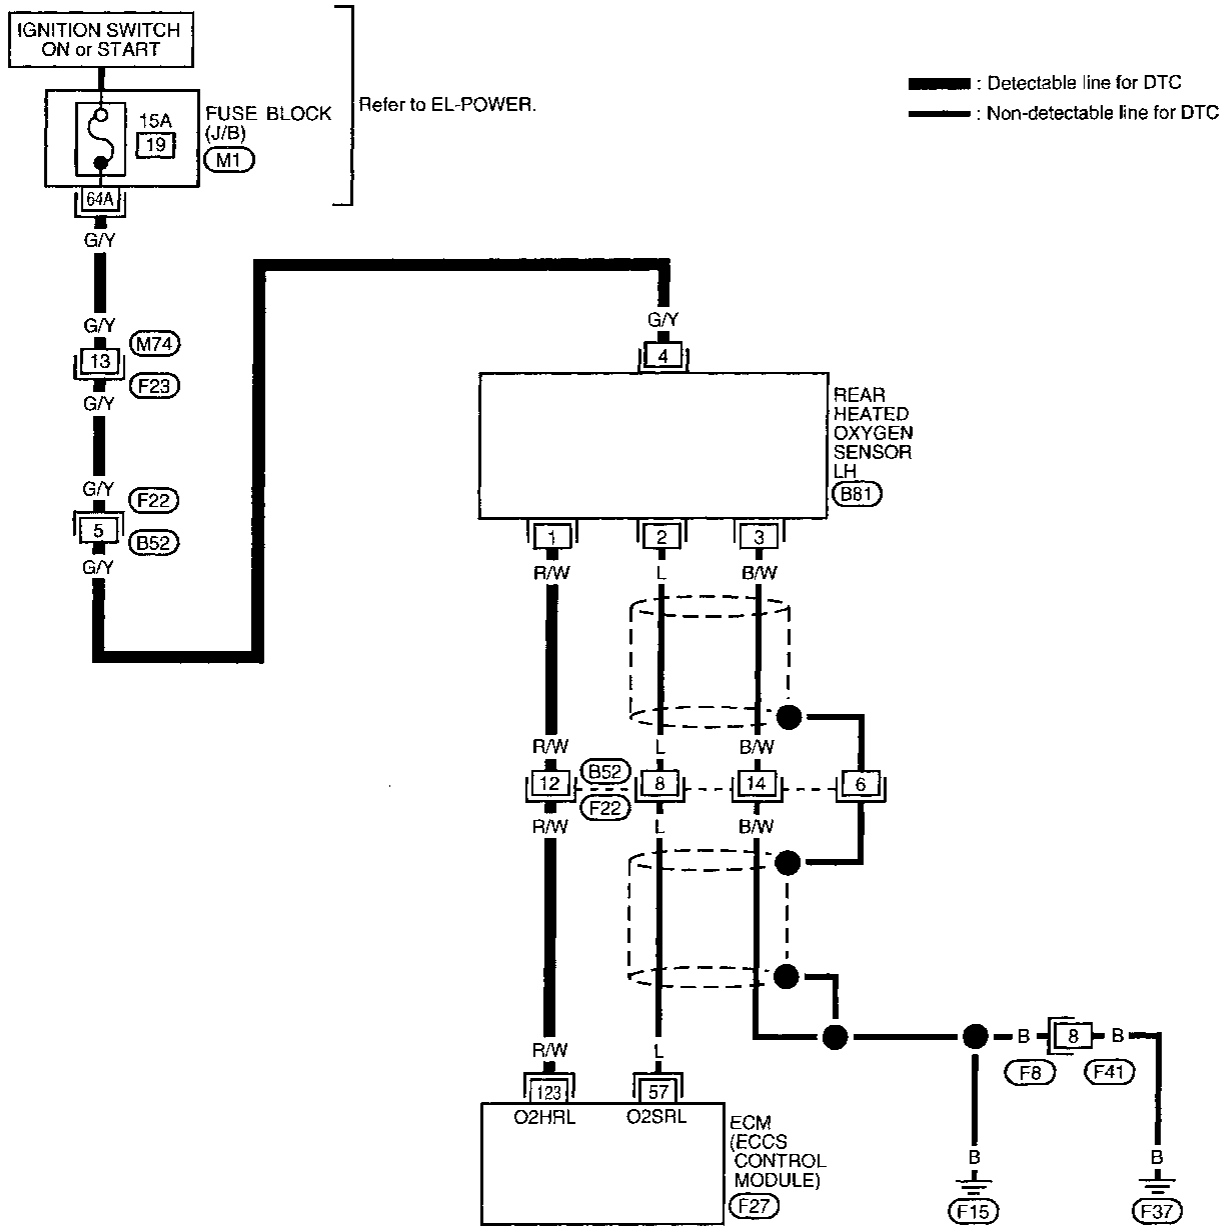 IGNITION SWITCH
ON or START
15A
19
FUSE BLOCK
(J/B)
M1
Refer to EL-POWER.
: Detectable line for DTC
: Non-detectable line for DTC
64A
G/Y
G/Y
13
M74
F23
G/Y
G/Y
5
F22
B52
G/Y
G/Y
4
REAR
HEATED
OXYGEN
SENSOR
LH
B81
1
2
3
R/W
L
B/W
R/W
L
B/W
12
B52
F22
8
14
6
R/W
L
B/W
R/W
L
123
57
O2HRL
O2SRL
ECM
(ECCS
CONTROL
MODULE)
F27
B
8
B
F8
F41
B
B
F15
F37